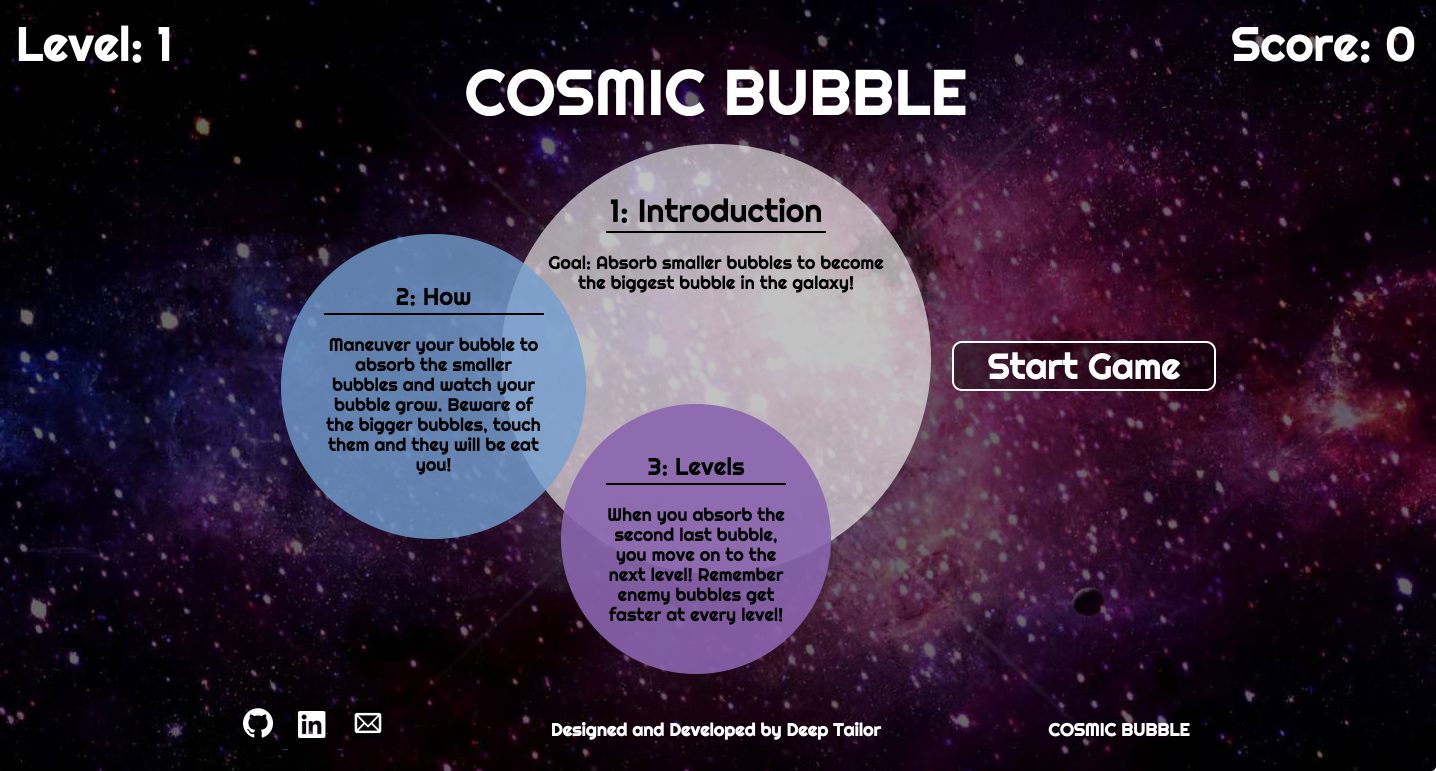 Level: 1
Score: 0
COSMIC BUBBLE
1: Introduction
Goal: Absorb smaller bubbles to become
the biggest bubble in the galaxy!
2: How
Maneuver your bubble to
absorb the smaller
bubbles and watch your
bubble grow. Beware of
the bigger bubbles, touch
them and they will be eat
you!
Start Game
3: Levels
When you absorb the
second last bubble,
you move on to the
next level! Remember
enemy bubbles get
faster at every level!
in
Designed and Developed by Deep Tailor
COSMIC BUBBLE